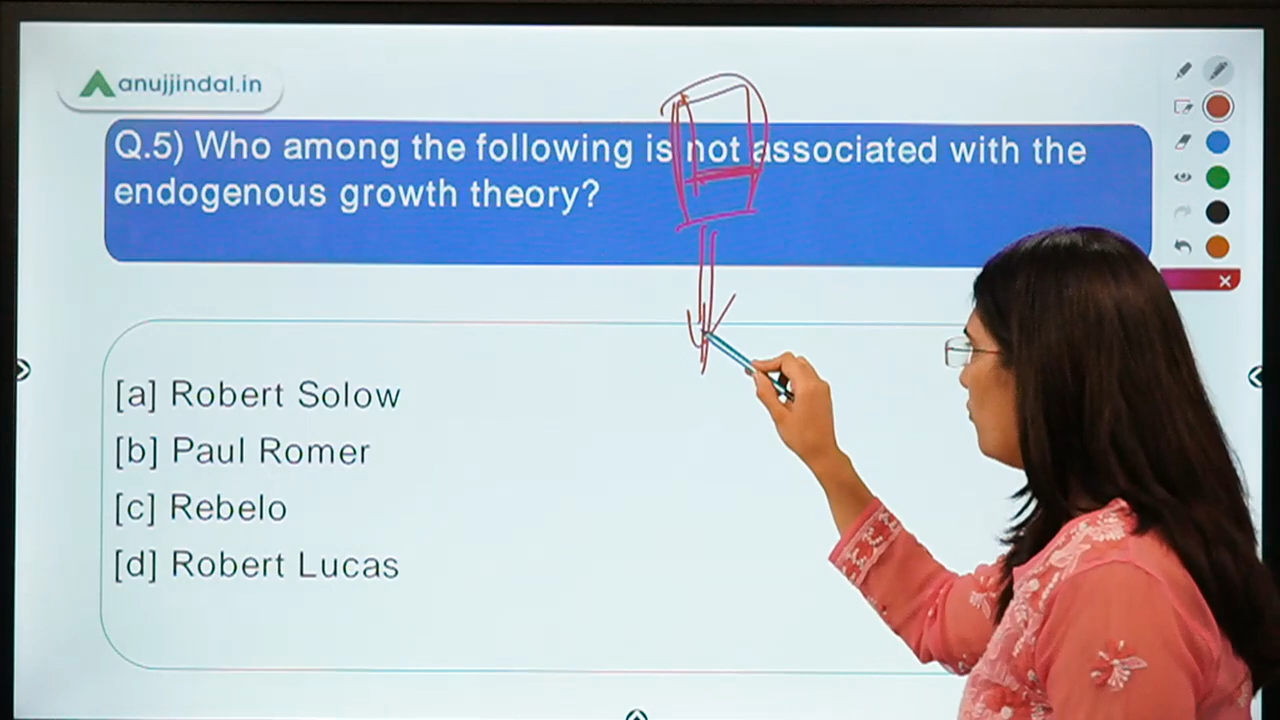 anujjindal.in
Q.5) Who among the following is not associated with the
endogenous growth theory?
[a] Robert Solow
[b] Paul Romer
[c] Rebelo
[d] Robert Lucas